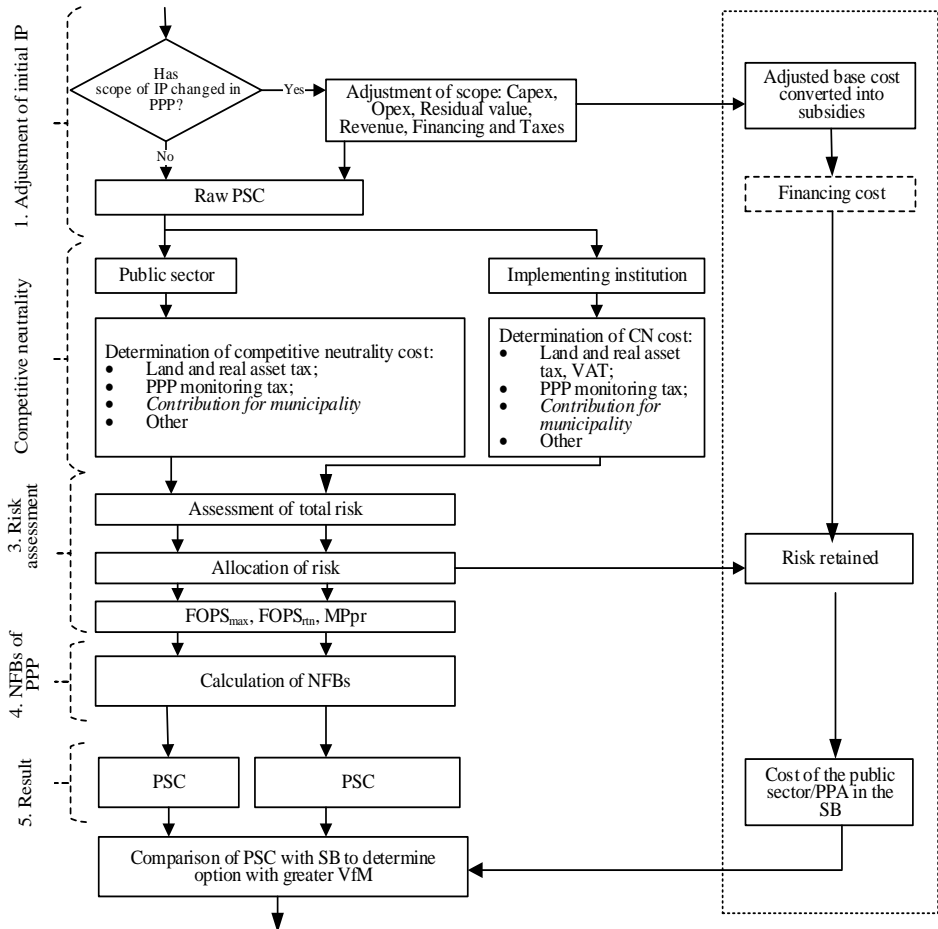 1. Adjustment of initial IP
Has
scope of IP changed in
PPP?
Yes
No
Adjustment of scope: Capex,
Opex, Residual value,
Revenue, Financing and Taxes
Adjusted base cost
converted into
subsidies
Raw PSC
Financing cost
Competitive neutrality
Public sector
Implementing institution
Determination of competitive neutrality cost:
• Land and real asset tax;
• PPP monitoring tax;
• Contribution for municipality
• Other
Determination of CN cost:
• Land and real asset
tax, VAT;
• PPP monitoring tax;
• Contribution for
municipality
• Other
3. Risk
assessment
Assessment of total risk
Allocation of risk
Risk retained
FOPSmax, FOPSrtn, MPpr
4. NFBs of
PPP
Calculation of NFBs
5. Result
PSC
PSC
Cost of the public
sector/PPA in the
SB
Comparison of PSC with SB to determine
option with greater VfM